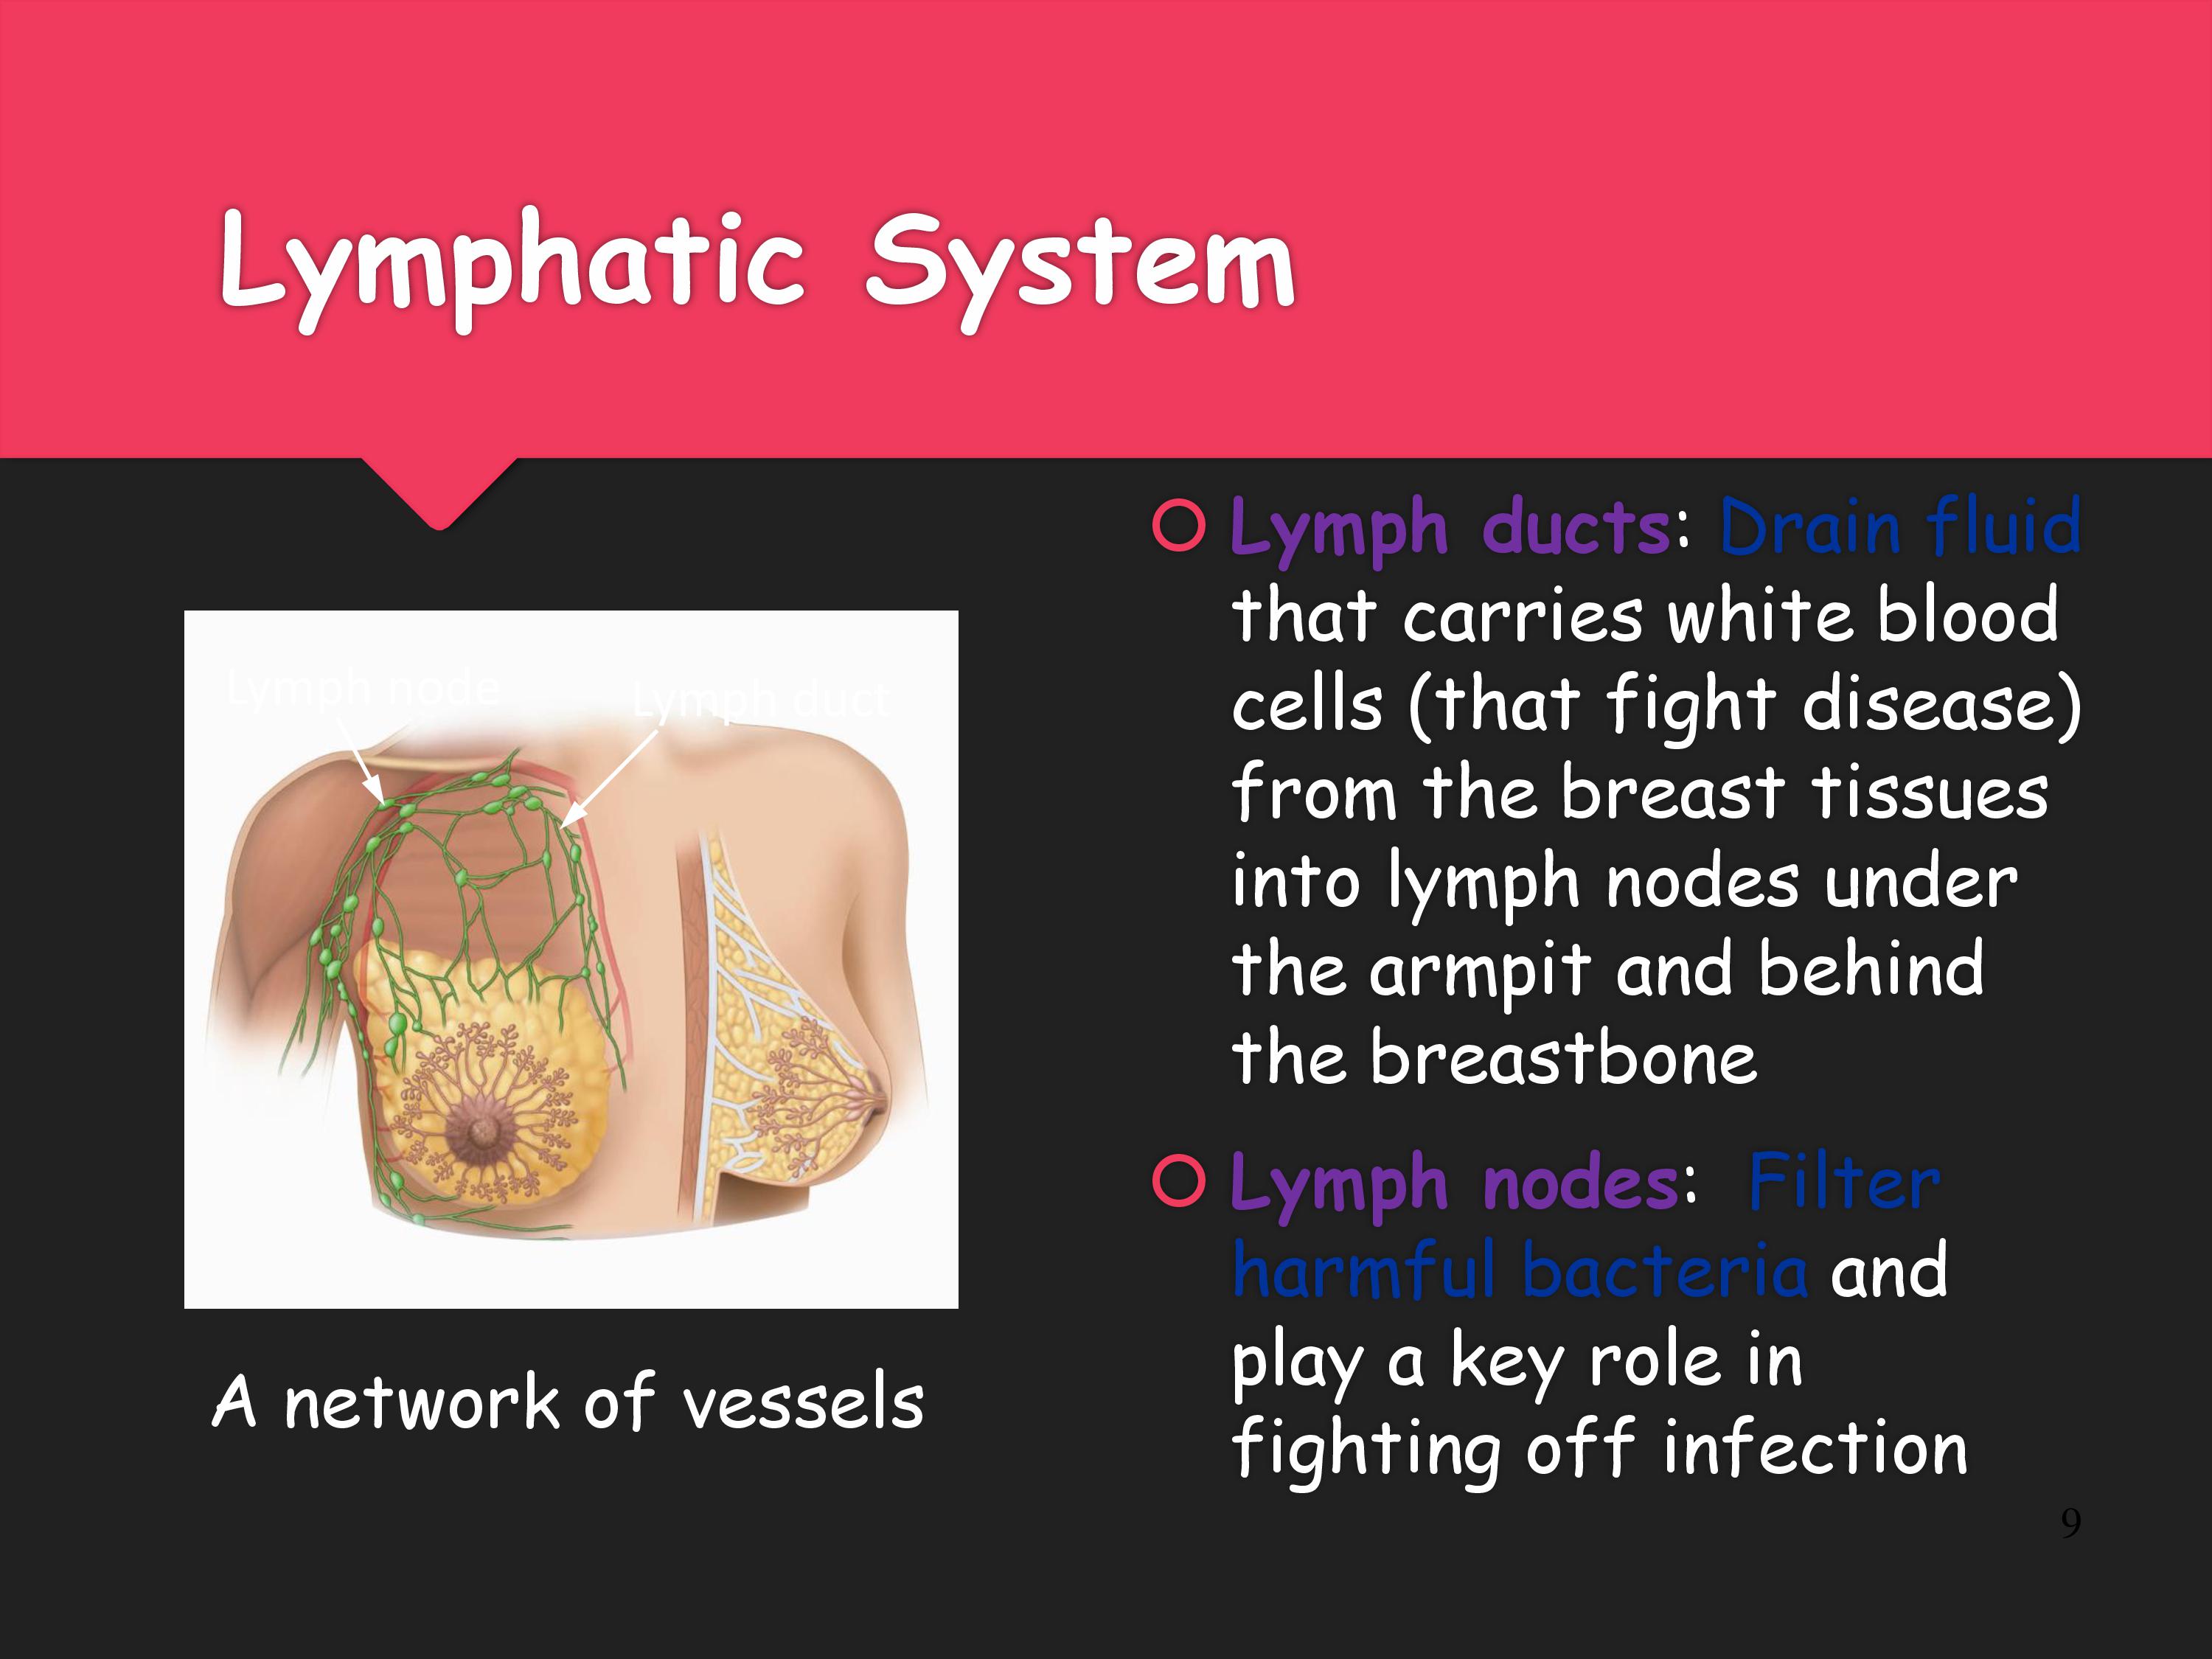 Lymphatic System
Lymph node
Lymph duct
A network of vessels
Lymph ducts: Drain fluid
that carries white blood
cells (that fight disease)
from the breast tissues
into lymph nodes under
the armpit and behind
the breastbone
Lymph nodes: Filter
harmful bacteria and
play a key role in
fighting off infection
9